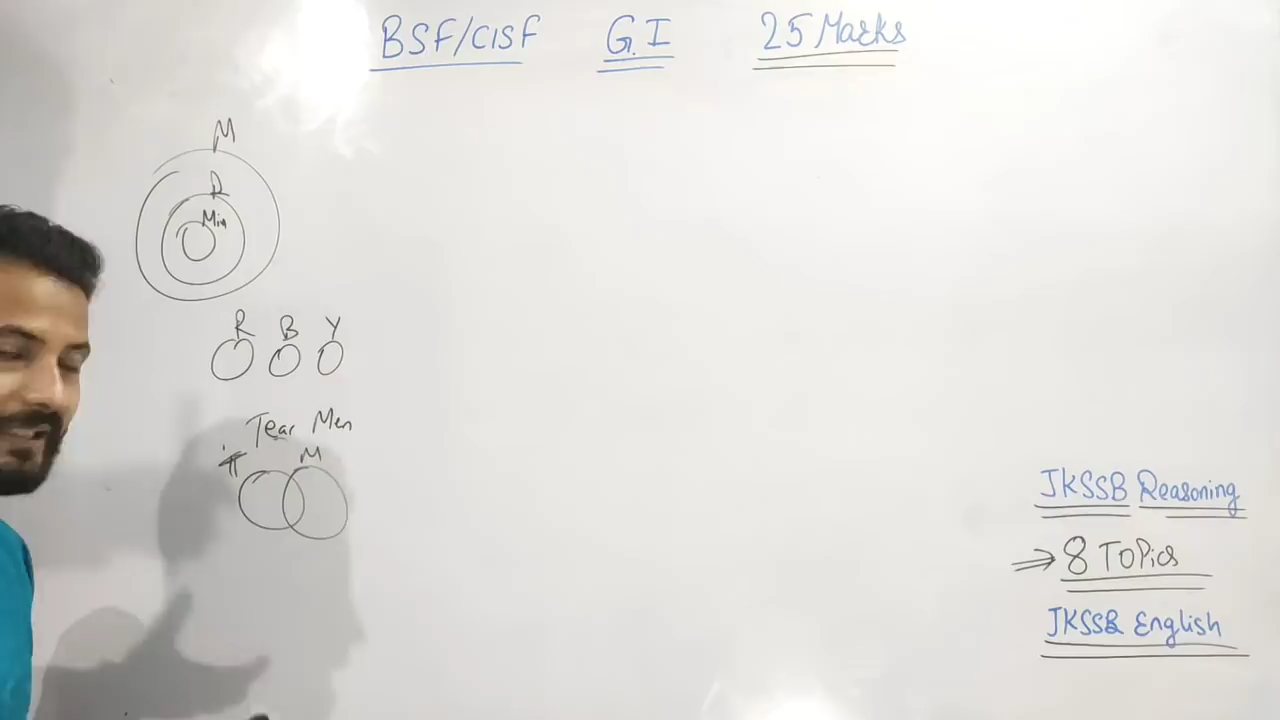 BSF/CISF G.I 25 Marks
M
D
Min
R B Y
Tear Men
T M
JKSSB Reasoning
⇒ 8 Topics
JKSSB English